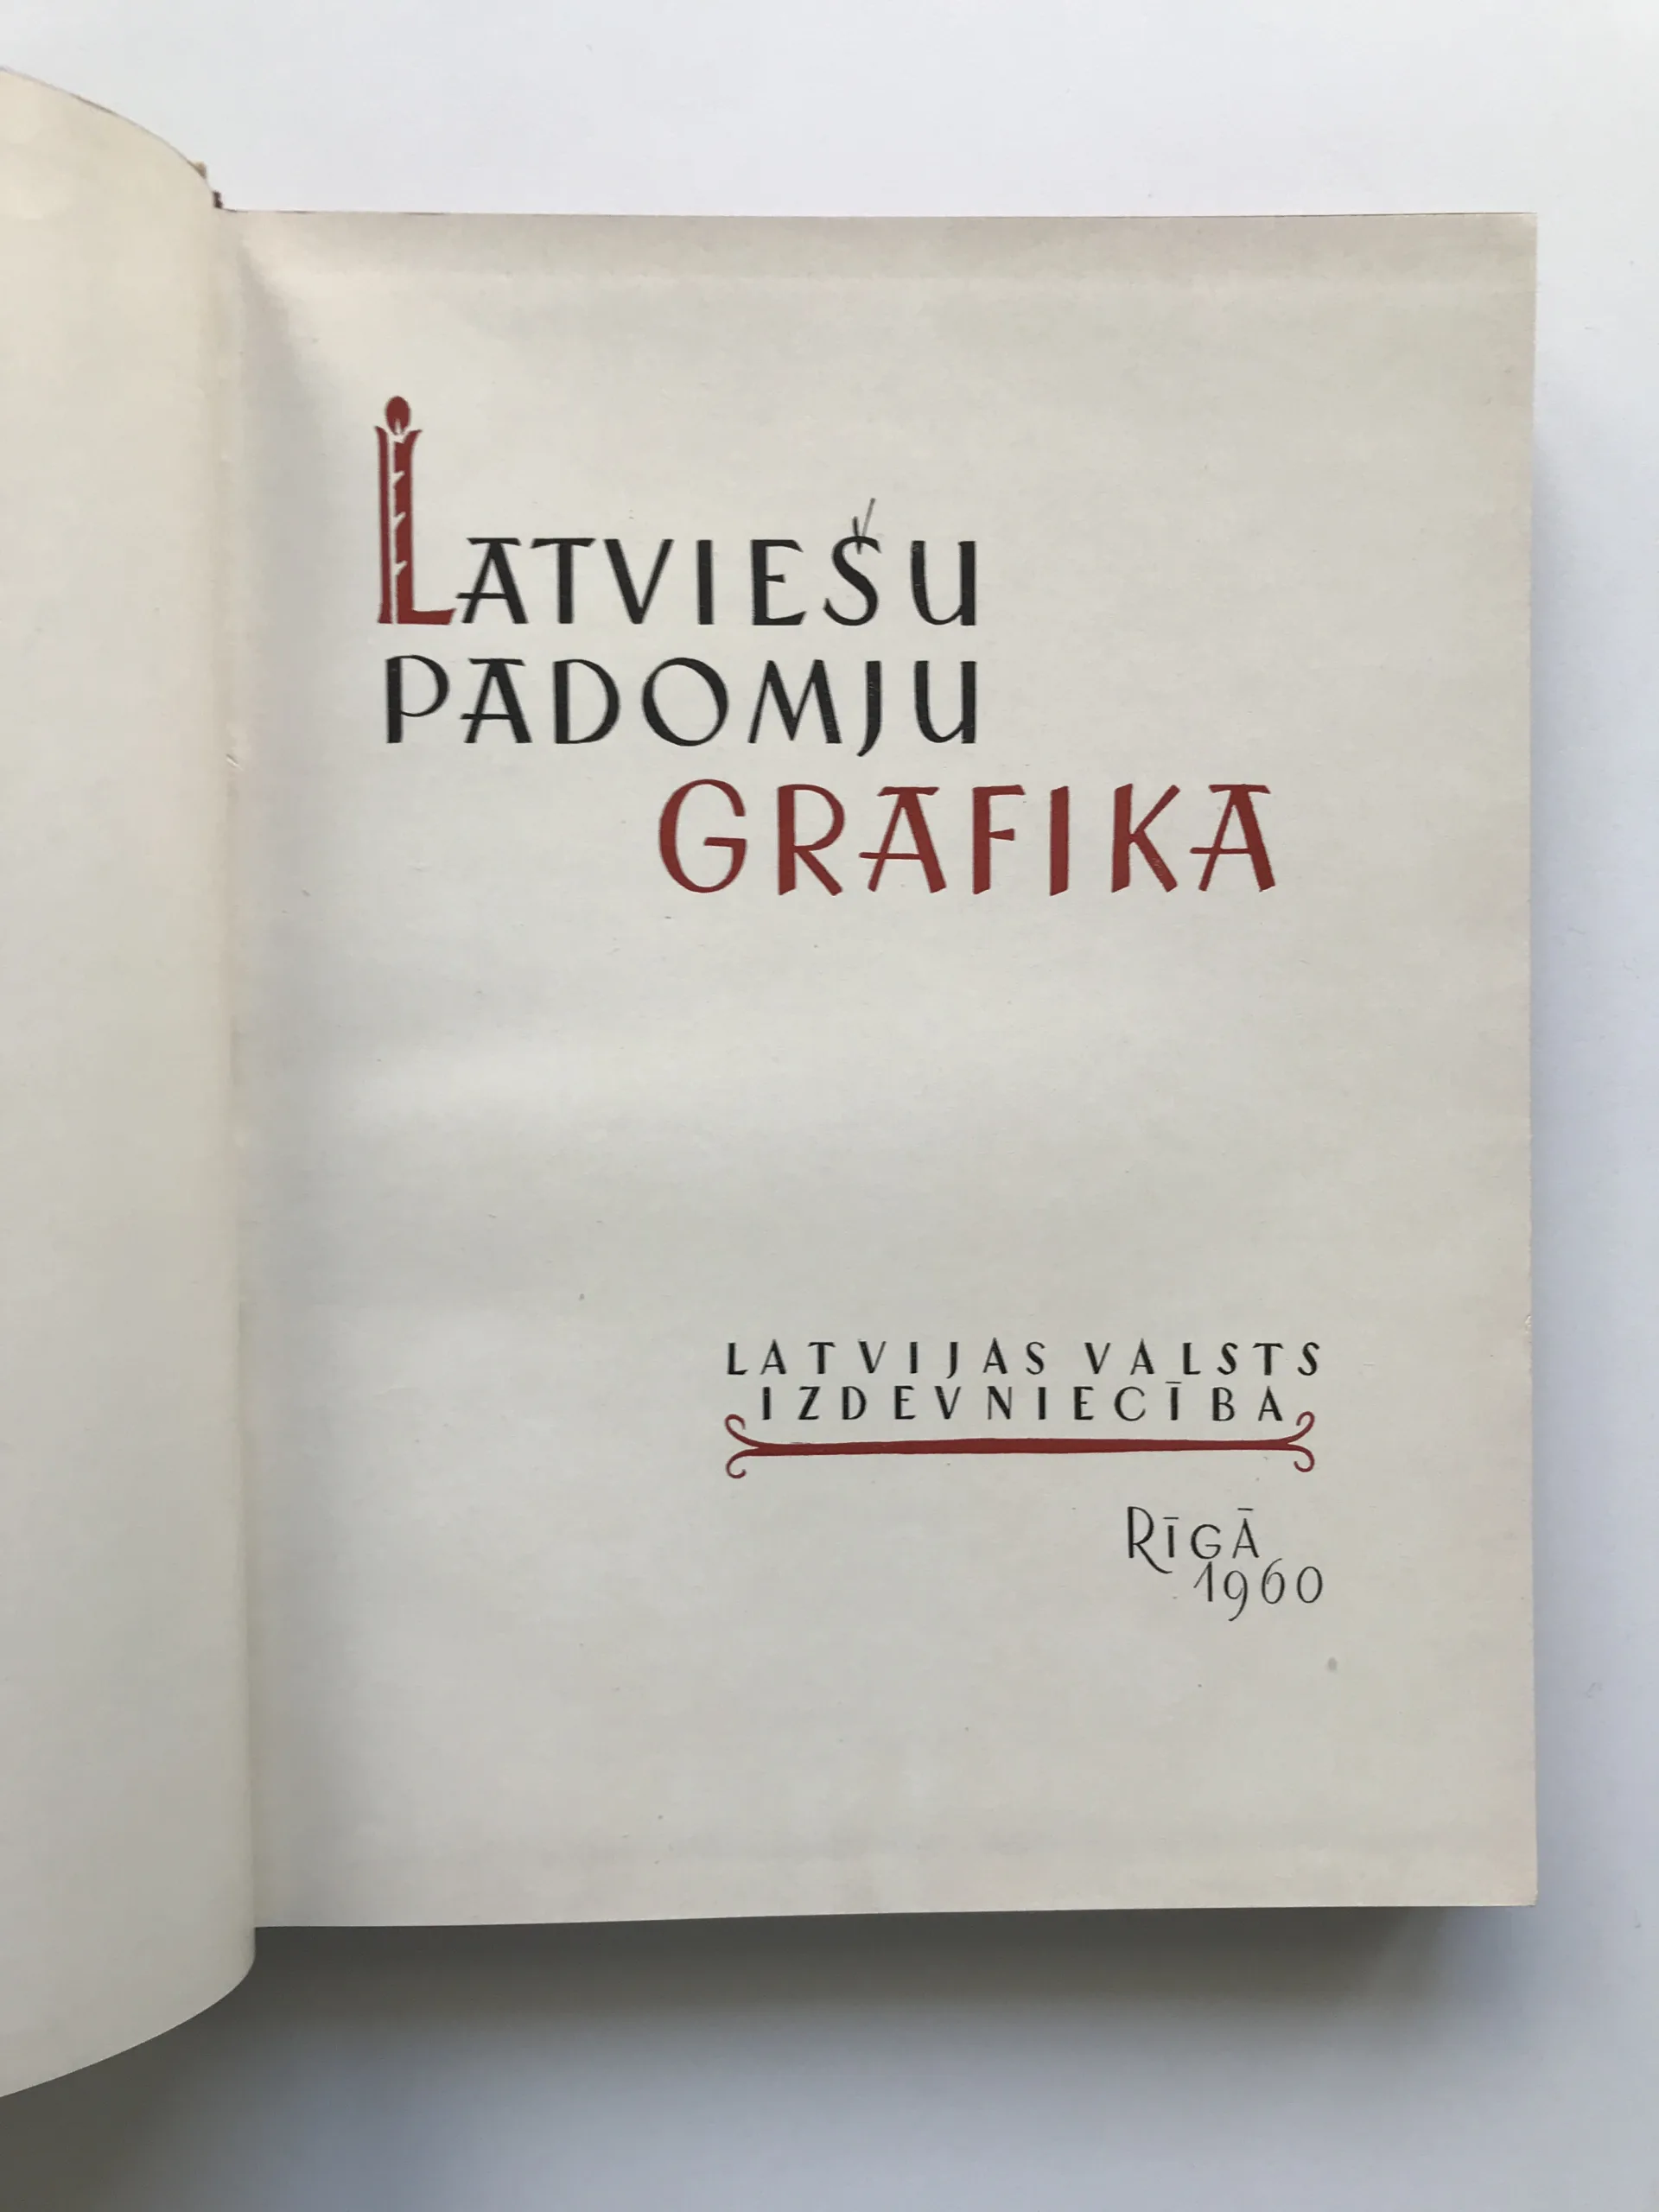 LATVIEŠU
PADOMJU
GRAFIKA
LATVIJAS VALSTS
IZDEVNIECĪBA
RĪGĀ
1960